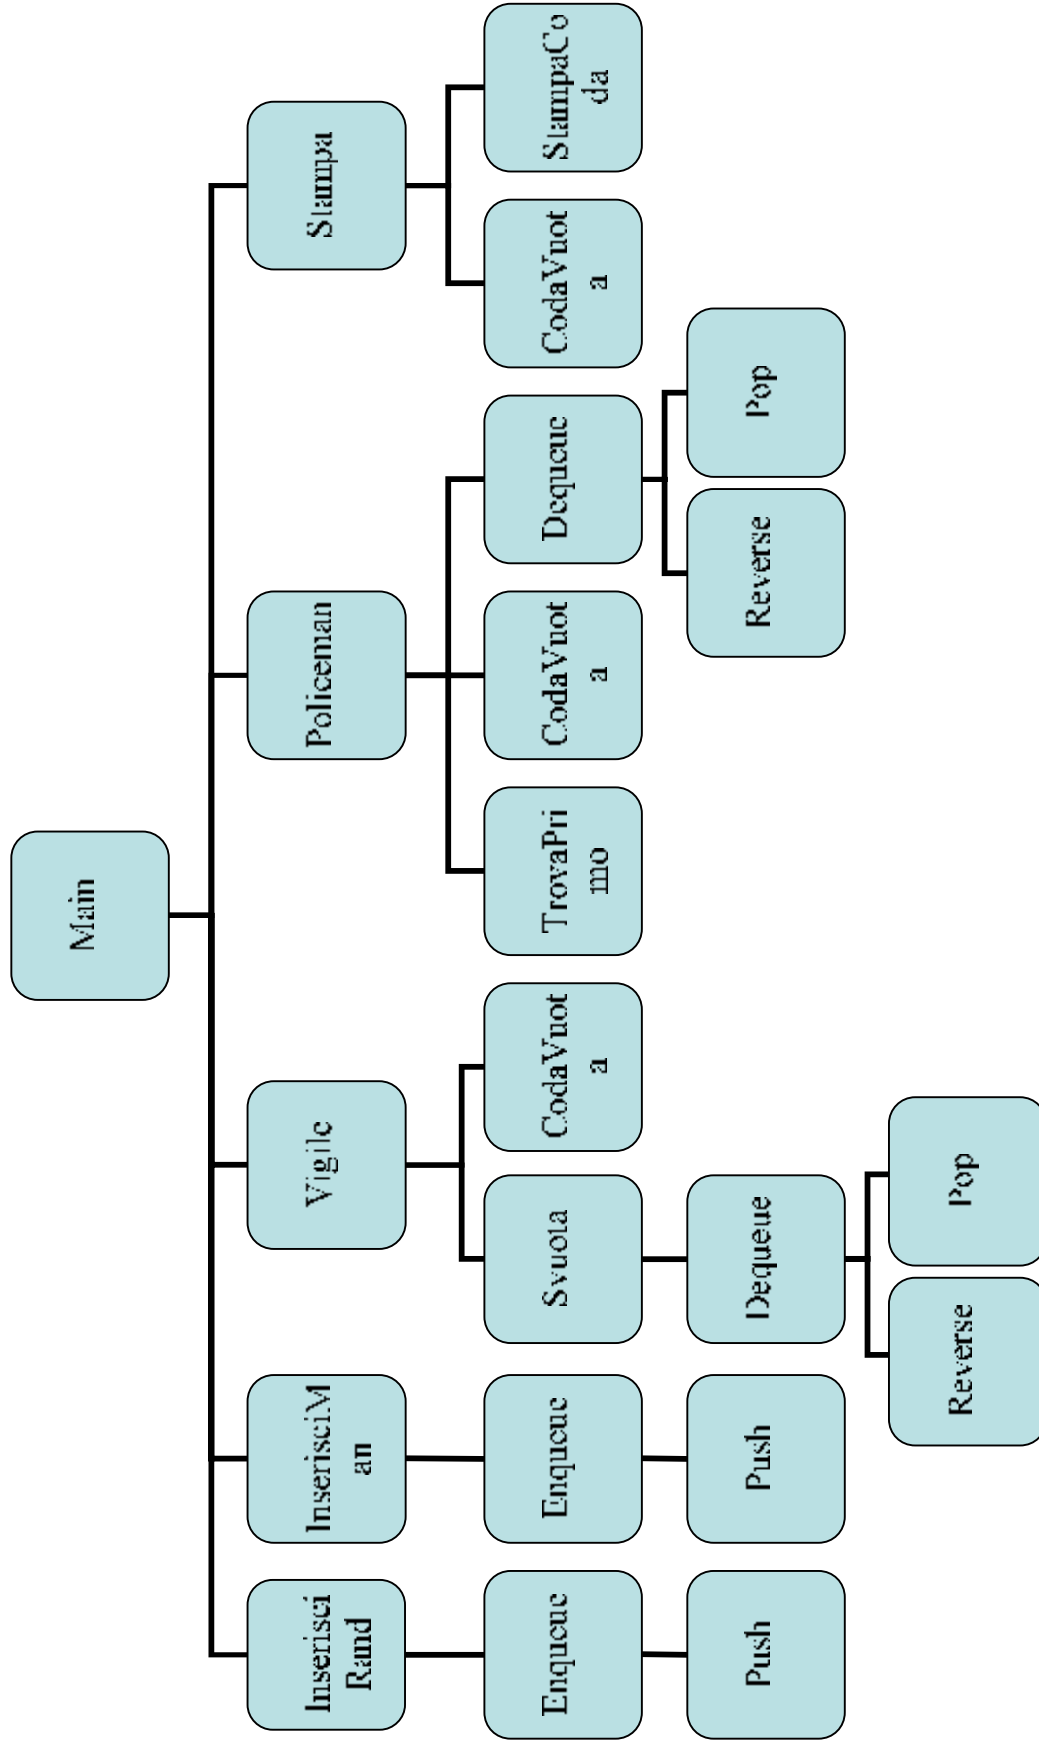 Main
Inserisci
Rand
InserisciM
an
Vigile
Policeman
Stampa
Enqueue
Enqueue
Svuota
CodaVuot
a
TrovaPri
mo
CodaVuot
a
Dequeue
CodaVuot
a
StampaCo
da
Push
Push
Dequeue
Reverse
Pop
Reverse
Pop